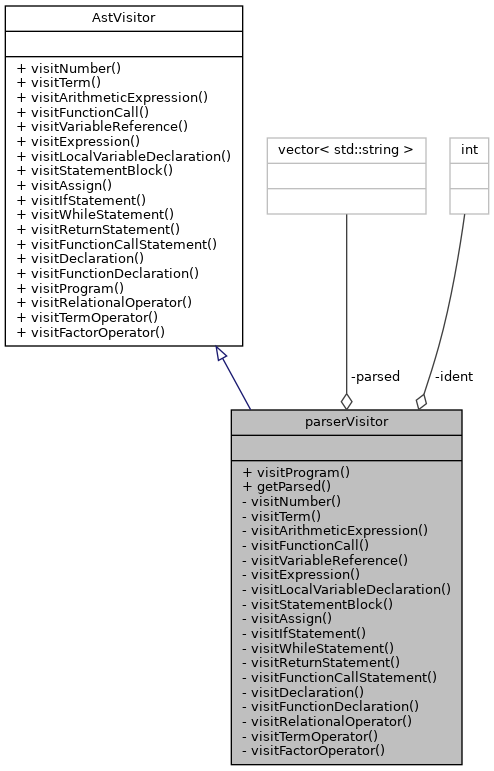 AstVisitor
+ visitNumber()
+ visitTerm()
+ visitArithmeticExpression()
+ visitFunctionCall()
+ visitVariableReference()
+ visitExpression()
+ visitLocalVariableDeclaration()
+ visitStatementBlock()
+ visitAssign()
+ visitIfStatement()
+ visitWhileStatement()
+ visitReturnStatement()
+ visitFunctionCallStatement()
+ visitDeclaration()
+ visitFunctionDeclaration()
+ visitProgram()
+ visitRelationalOperator()
+ visitTermOperator()
+ visitFactorOperator()
vector< std::string >
int
-parsed
-ident
parserVisitor
+ visitProgram()
+ getParsed()
- visitNumber()
- visitTerm()
- visitArithmeticExpression()
- visitFunctionCall()
- visitVariableReference()
- visitExpression()
- visitLocalVariableDeclaration()
- visitStatementBlock()
- visitAssign()
- visitIfStatement()
- visitWhileStatement()
- visitReturnStatement()
- visitFunctionCallStatement()
- visitDeclaration()
- visitFunctionDeclaration()
- visitRelationalOperator()
- visitTermOperator()
- visitFactorOperator()